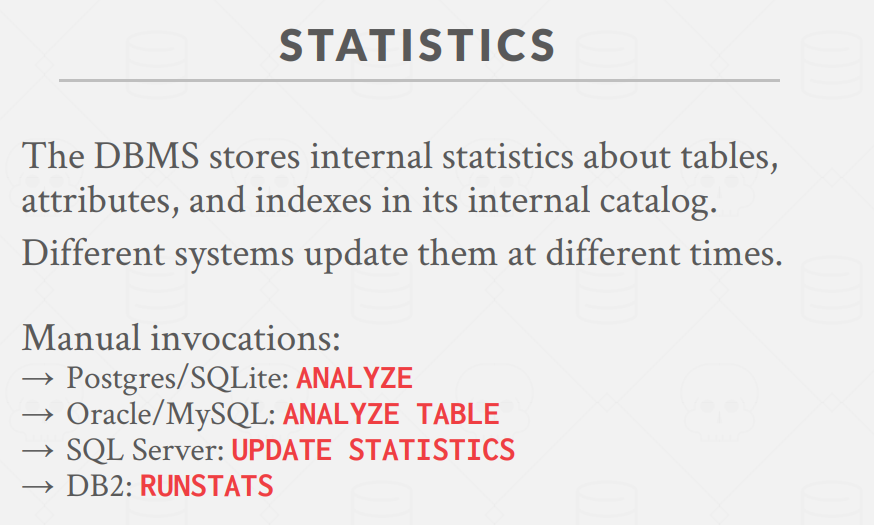 STATISTICS
The DBMS stores internal statistics about tables,
attributes, and indexes in its internal catalog.
Different systems update them at different times.
Manual invocations:
→ Postgres/SQLite: ANALYZE
→ Oracle/MySQL: ANALYZE TABLE
→ SQL Server: UPDATE STATISTICS
→ DB2: RUNSTATS